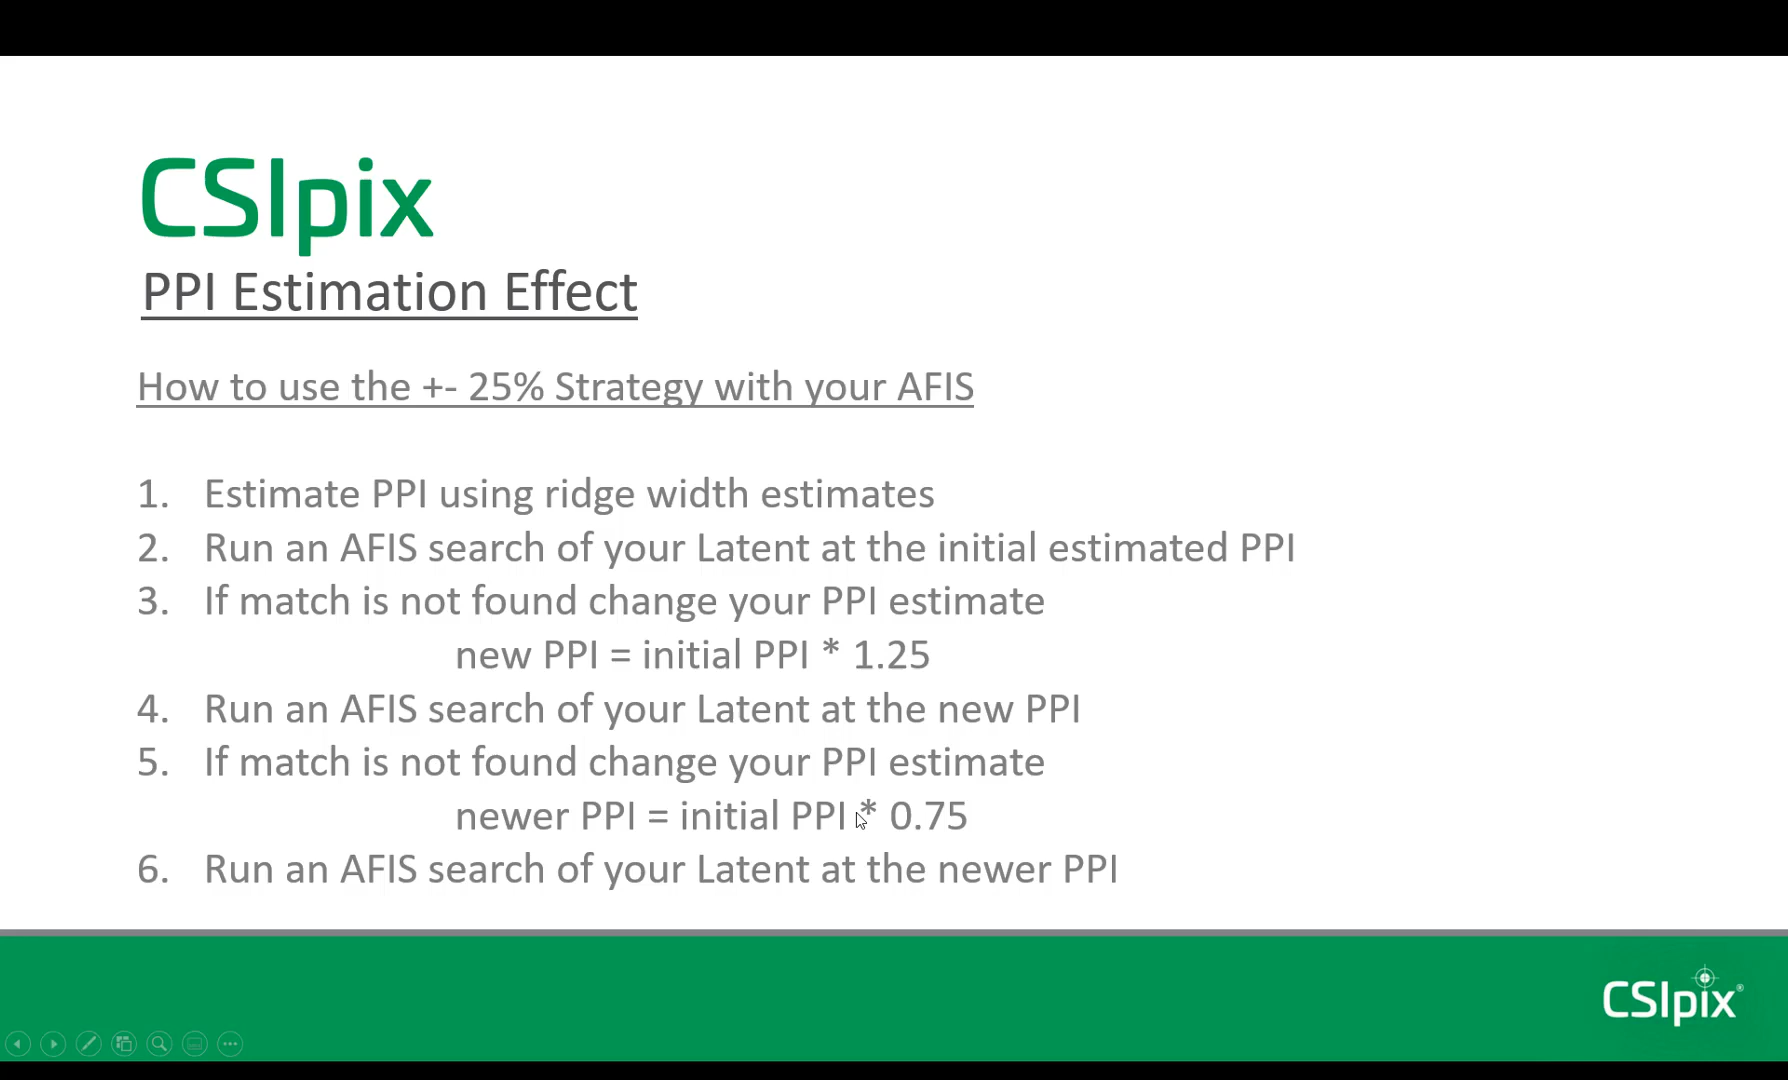 CSIpix
PPI Estimation Effect
How to use the +- 25% Strategy with your AFIS
1. Estimate PPI using ridge width estimates
2. Run an AFIS search of your Latent at the initial estimated PPI
3. If match is not found change your PPI estimate
new PPI = initial PPI * 1.25
4. Run an AFIS search of your Latent at the new PPI
5. If match is not found change your PPI estimate
newer PPI = initial PPI * 0.75
6. Run an AFIS search of your Latent at the newer PPI
CSIpix®